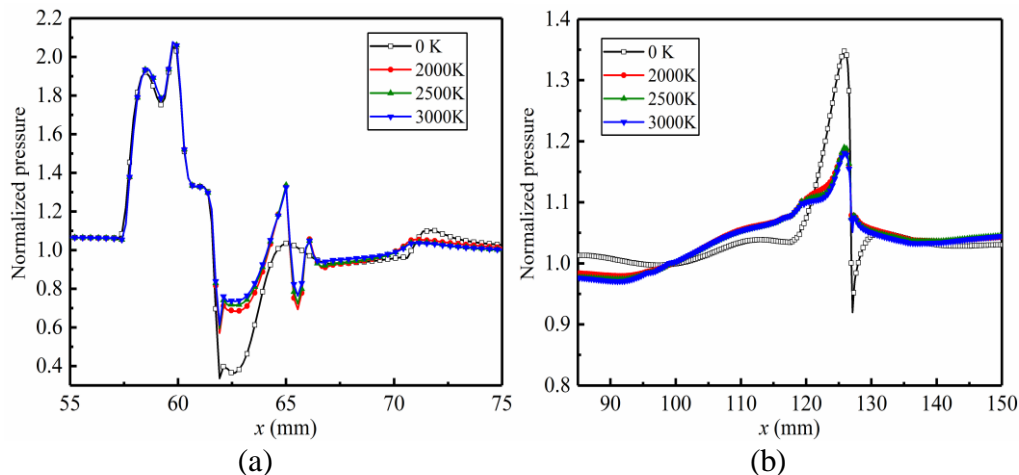 2.2
2.0
1.8
1.6
1.4
1.2
1.0
0.8
0.6
0.4
Normalized pressure
55 60 65 70 75
x (mm)
0 K
2000K
2500K
3000K
(a)
1.4
1.3
1.2
1.1
1.0
0.9
0.8
Normalized pressure
90 100 110 120 130 140 150
x (mm)
0 K
2000K
2500K
3000K
(b)